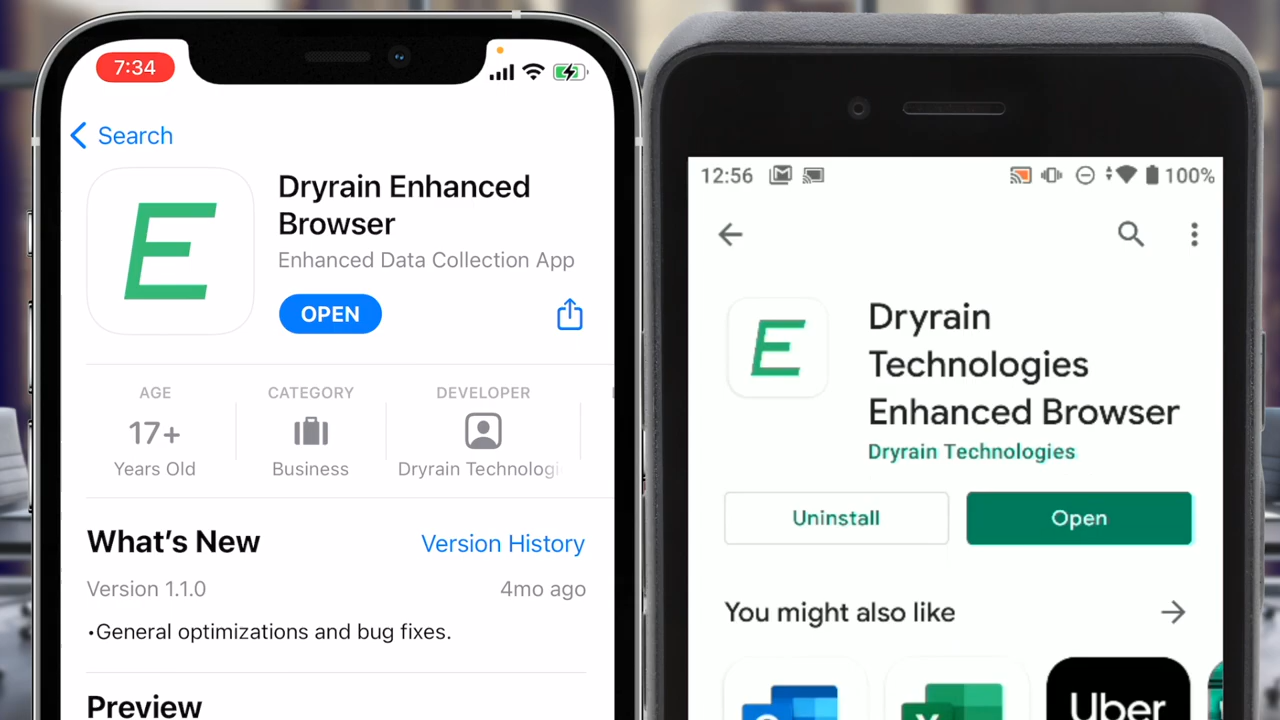 7:34
Search
E
Dryrain Enhanced
Browser
Enhanced Data Collection App
OPEN
AGE
CATEGORY
DEVELOPER
17+
Years Old
Business
Dryrain Technologi
What's New
Version History
Version 1.1.0
4mo ago
•General optimizations and bug fixes.
Preview
12:56
100%
E
Dryrain
Technologies
Enhanced Browser
Dryrain Technologies
Uninstall
Open
You might also like
Uber